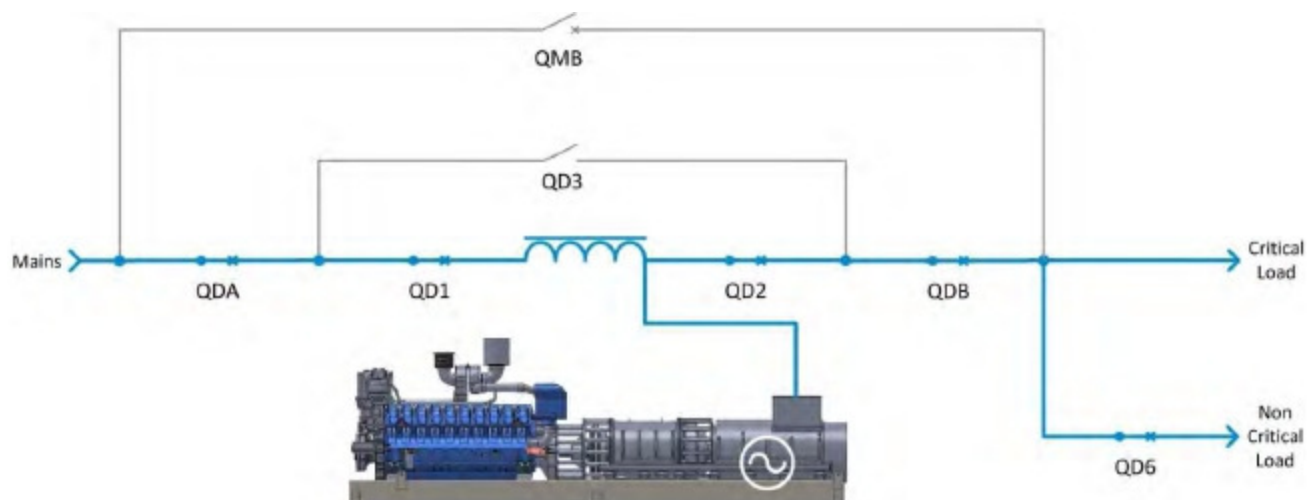 QMB
QD3
Mains
QDA
QD1
QD2
QDB
Critical
Load
Non
Critical
Load
QD6